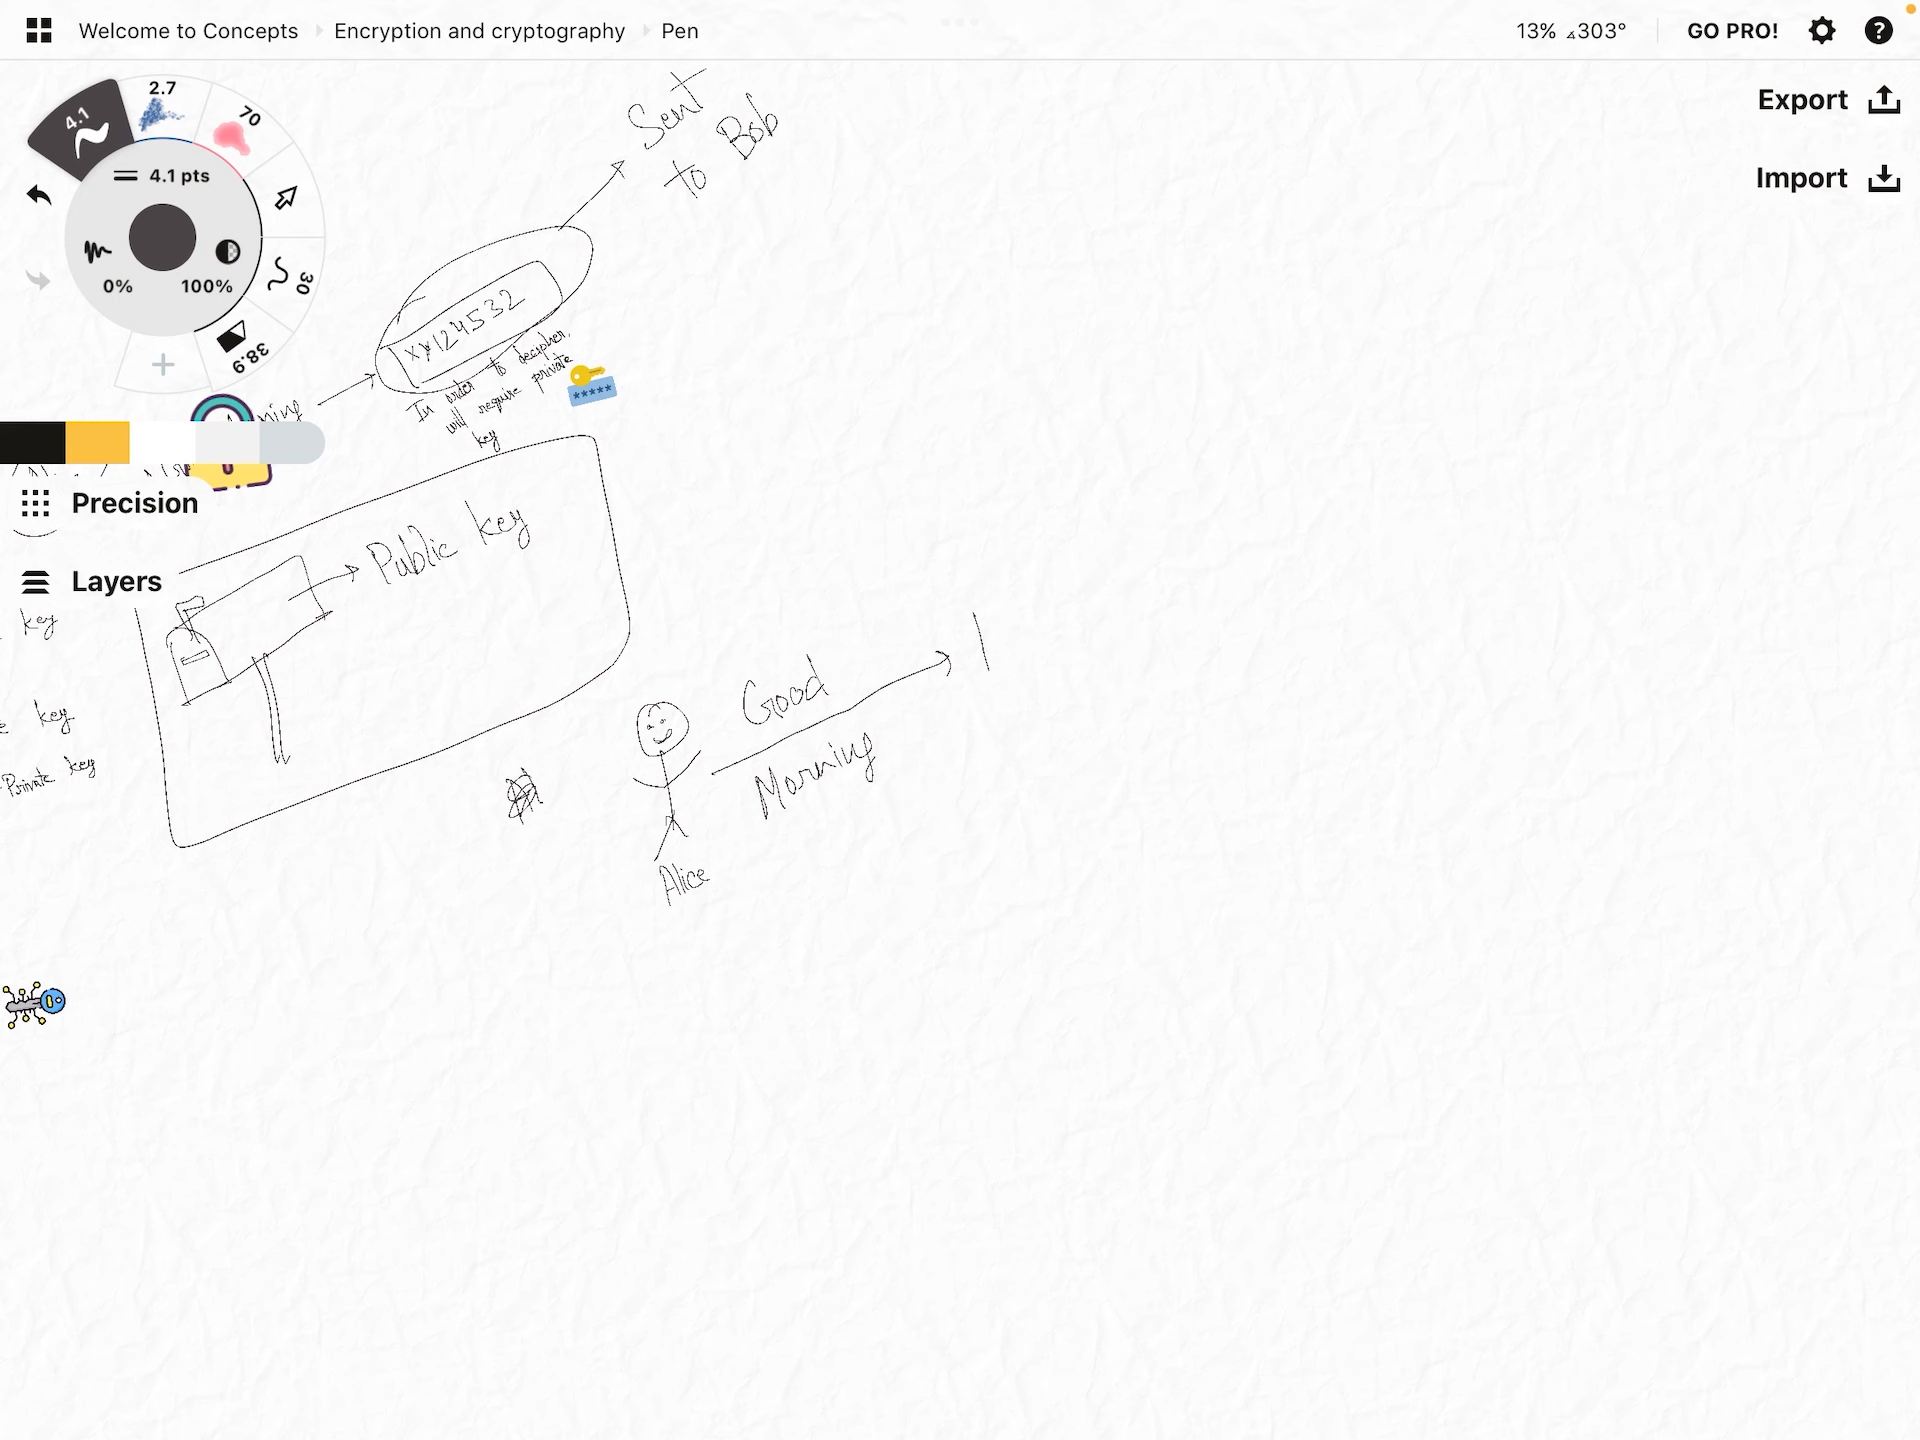 Welcome to Concepts
Encryption and cryptography
Pen
13% ⦟303°
GO PRO!
Export
Import
4.1
2.7
70
4.1 pts
0%
100%
30
38.9
Precision
Layers
Sent
to Bob
xy124532
In order to decipher,
will require private
key
*****
Public key
key
key
Private key
Good
Morning
Alice